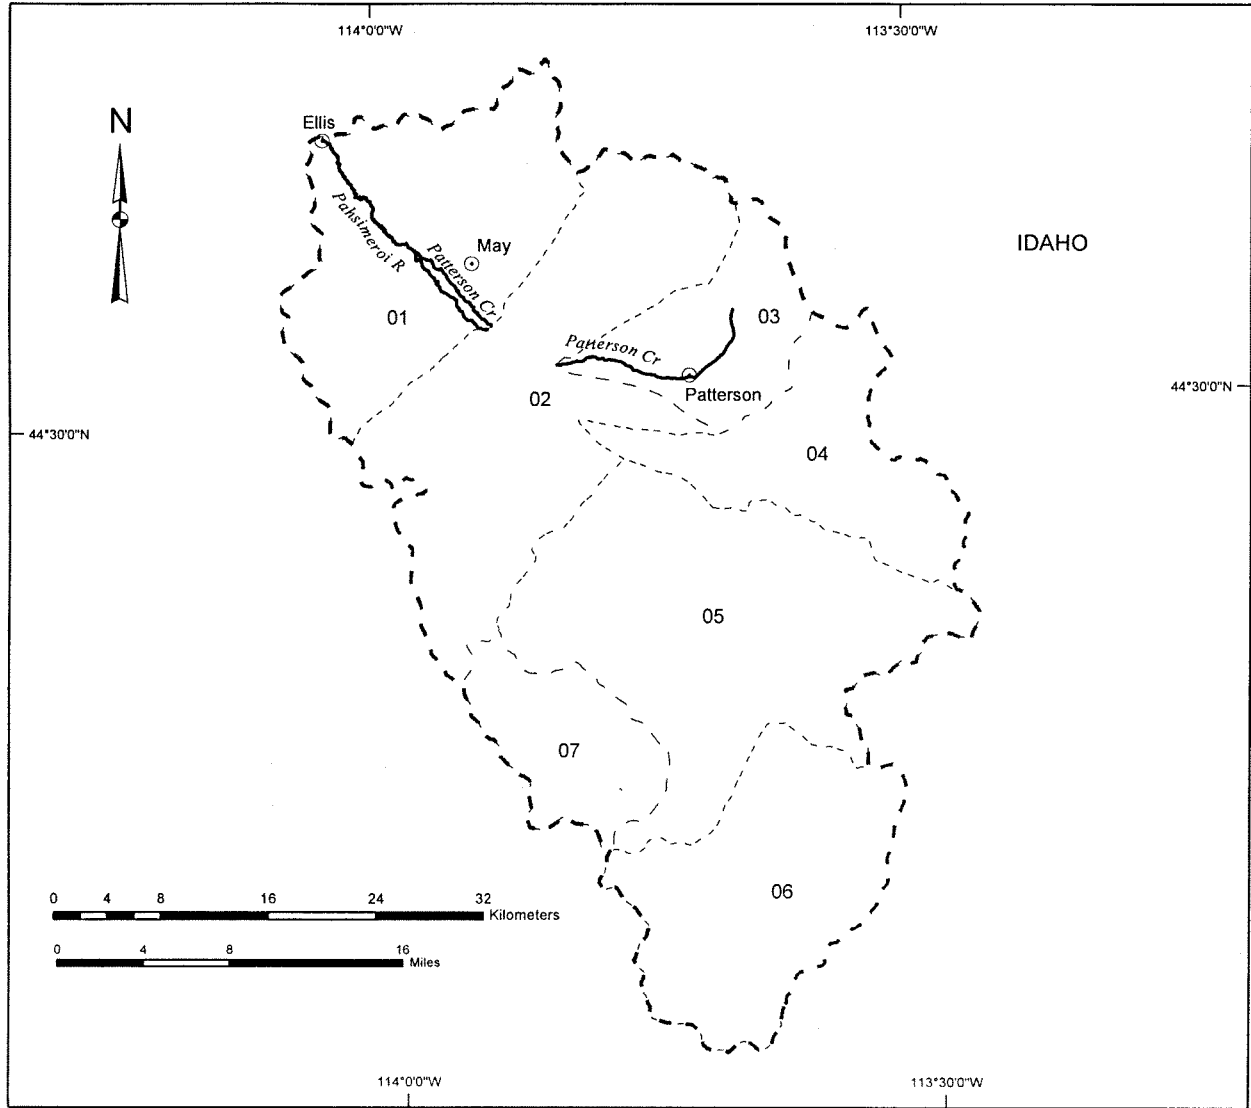 114°0'0"W
113°30'0"W
N
Ellis
IDAHO
May
Pahsimeroi R
Patterson Cr
01
03
Patterson Cr
Patterson
44°30'0"N
02
44°30'0"N
04
05
07
06
0 4 8 16 24 32
Kilometers
0 4 8 16
Miles
114°0'0"W
113°30'0"W